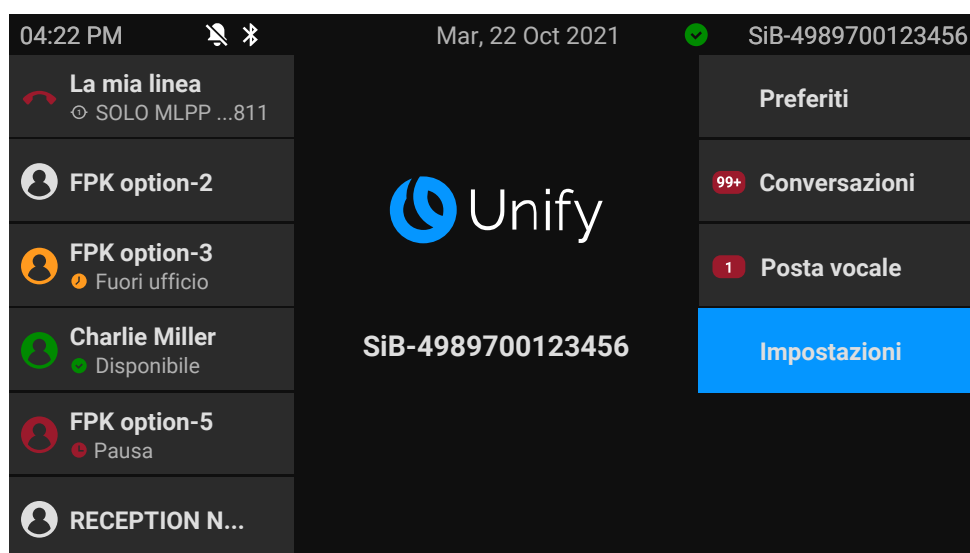 04:22 PM
Mar, 22 Oct 2021
SiB-4989700123456
La mia linea
SOLO MLPP ...811
FPK option-2
FPK option-3
Fuori ufficio
Charlie Miller
Disponibile
FPK option-5
Pausa
RECEPTION N...
Unify
SiB-4989700123456
Preferiti
99+ Conversazioni
1 Posta vocale
Impostazioni